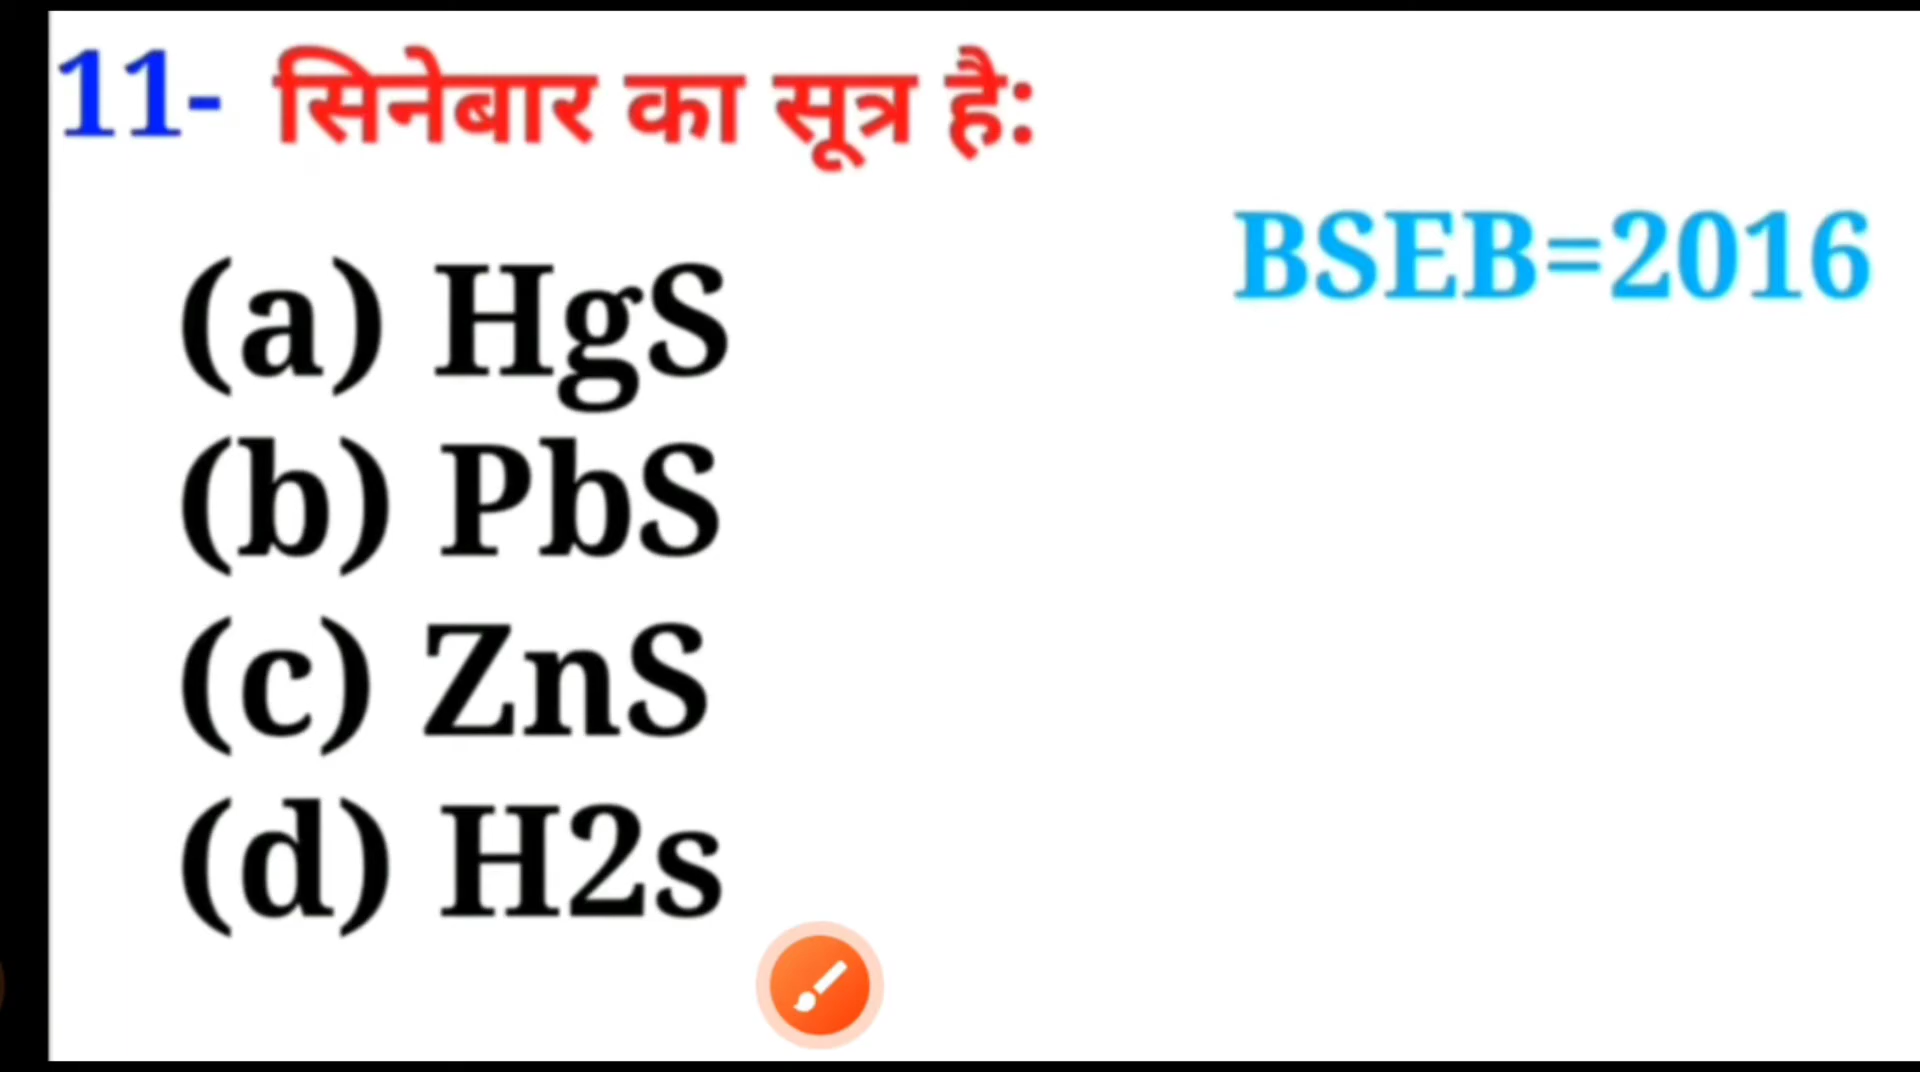 11- सिनेबार का सूत्र है:
BSEB=2016
(a) HgS
(b) PbS
(c) ZnS
(d) H2s